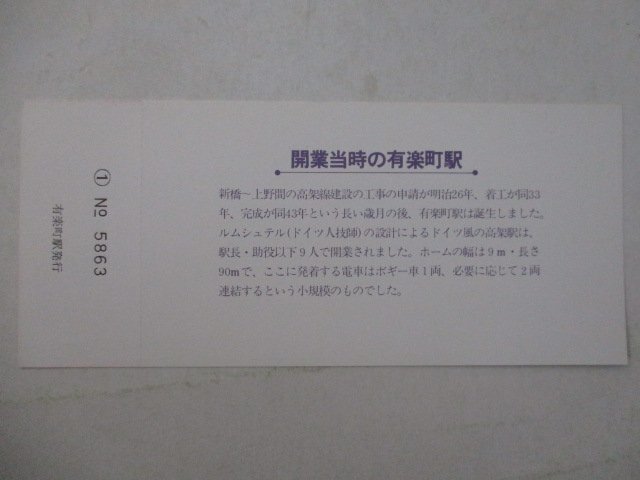 開業当時の有楽町駅
新橋〜上野間の高架線建設の工事の申請が明治26年、着工が同33
年、完成が同43年という長い歳月の後、有楽町駅は誕生しました。
ルムシュテル(ドイツ人技師)の設計によるドイツ風の高架駅は、
駅長・助役以下9人で開業されました。ホームの幅は9m・長さ
90mで、ここに発着する電車はボギー車1両、必要に応じて2両
連結するという小規模のものでした。
① № 5863
有楽町駅発行